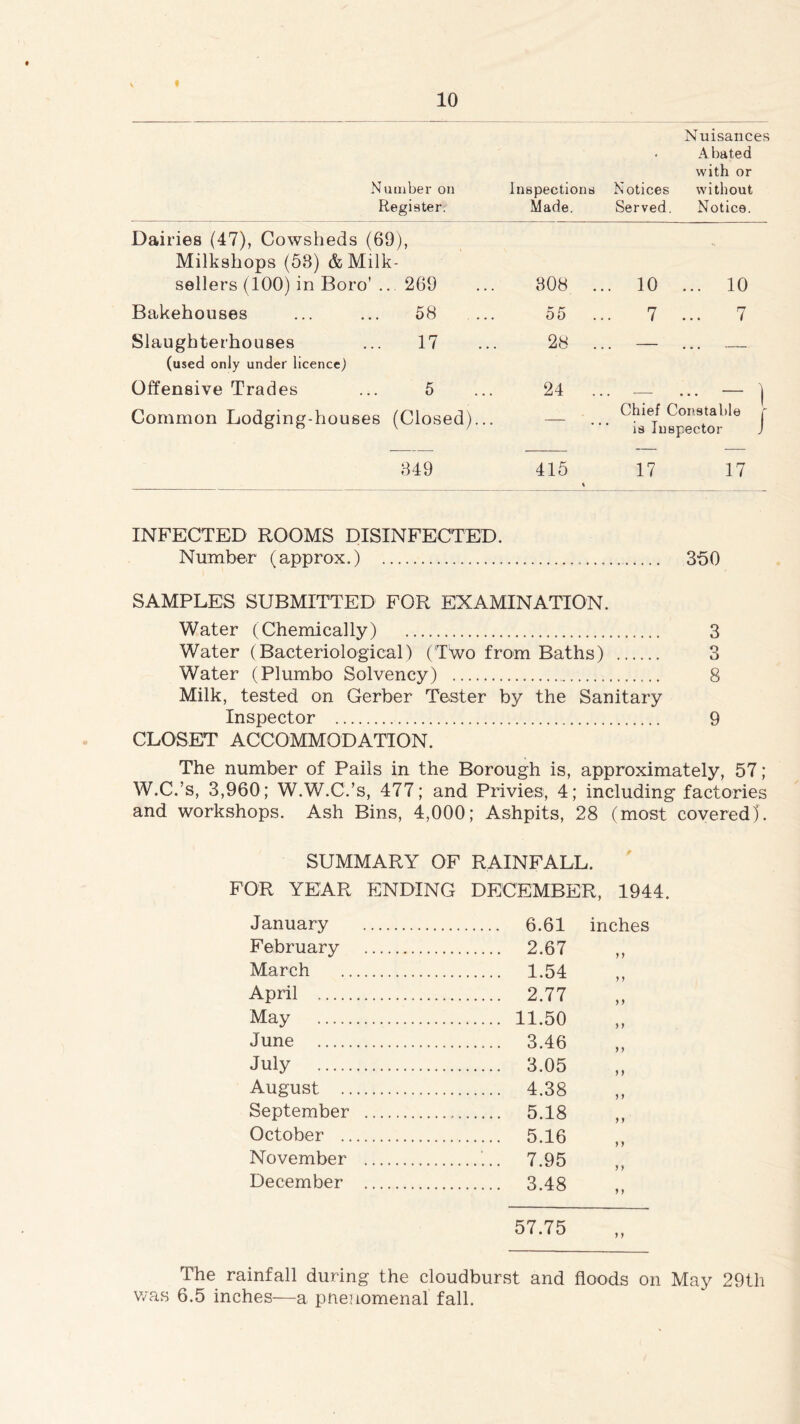 10
Nuisances
Abated
with or
Number on Inspections Notices without
Register. Made. Served. Notice.
Dairies (47), Cowsheds (69),
Milkshops (53) & Milk-
sellers (100) in Boro' ... 269 ... 308 ... 10 ... 10
Bakehouses ... ... 58 ... 55 ... 7 ... 7
Slaughterhouses ... 17 ... 28 ... — ... —
(used only under licence)
Offensive Trades ... 5 ... 24 ... — ... — }
Common Lodging-houses (Closed)... — ... Chief Constable
is Inspector
349 415 17 17
INFECTED ROOMS DISINFECTED.
Number (approx.) ........ 350
SAMPLES SUBMITTED FOR EXAMINATION.
Water (Chemically) ........ 3
Water (Bacteriological) (Two from Baths) ...... 3
Water (Plumbo Solvency) ........ 8
Milk, tested on Gerber Tester by the Sanitary
Inspector ........ 9
CLOSET ACCOMMODATION.
The number of Pails in the Borough is, approximately, 57;
W.C.'s, 3,960; W.W.C.'s, 477; and Privies, 4; including factories
and workshops. Ash Bins, 4,000; Ashpits, 28 (most covered).
SUMMARY OF RAINFALL.
FOR YEAR ENDING DECEMBER, 1944.
January ........ 6.61 inches
February ........ 2.67 ,,
March ........ 1.54 ,,
April ........ 2.77 ,,
May ........ 11.50 ,,
June ........ 3.46 ,,
July ........ 3.05 ,,
August ........ 4.38 ,,
September ........ 5.18 ,,
October ........ 5.16 ,,
November ........ 7.95 ,,
December ........ 3.48 ,,
57.75 ,,
The rainfall during the cloudburst and floods on May 29th
was 6.5 inches—a phenomenal fall.